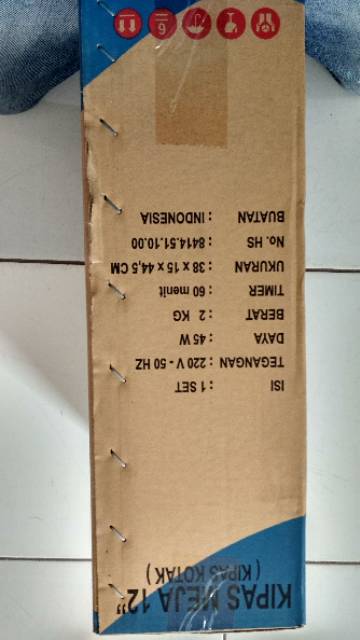 KIPAS MEJA 12"
( KIPAS KOTAK )
ISI : 1 SET
TEGANGAN : 220 V - 50 HZ
DAYA : 45 W
BERAT : 2 KG
TIMER : 60 menit
UKURAN : 38 x 15 x 44,5 CM
No. HS : 8414.51.10.00
BUATAN : INDONESIA
6